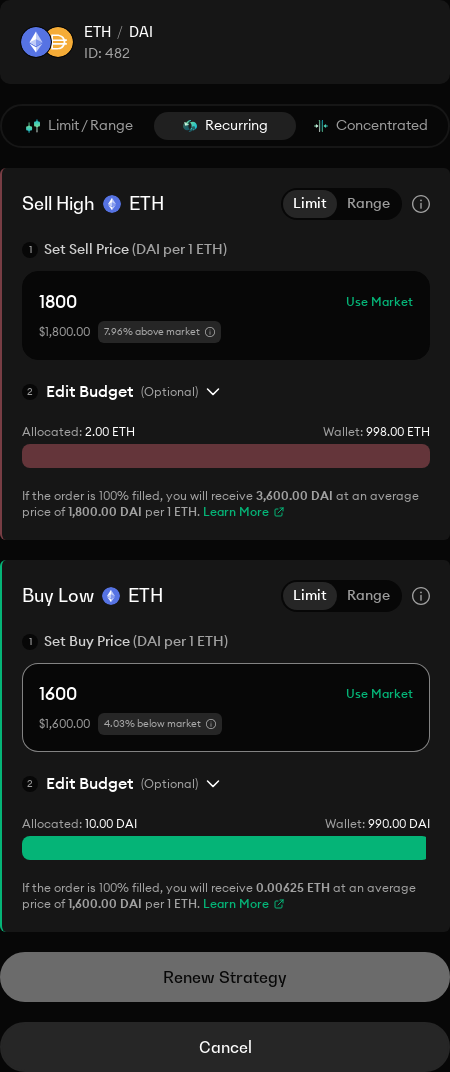 ETH / DAI
ID: 482
Limit / Range Recurring Concentrated
Sell High ETH Limit Range
1 Set Sell Price (DAI per 1 ETH)
1800 Use Market
$1,800.00 7.96% above market
2 Edit Budget (Optional)
Allocated: 2.00 ETH Wallet: 998.00 ETH
If the order is 100% filled, you will receive 3,600.00 DAI at an average
price of 1,800.00 DAI per 1 ETH. Learn More
Buy Low ETH Limit Range
1 Set Buy Price (DAI per 1 ETH)
1600 Use Market
$1,600.00 4.03% below market
2 Edit Budget (Optional)
Allocated: 10.00 DAI Wallet: 990.00 DAI
If the order is 100% filled, you will receive 0.00625 ETH at an average
price of 1,600.00 DAI per 1 ETH. Learn More
Renew Strategy
Cancel